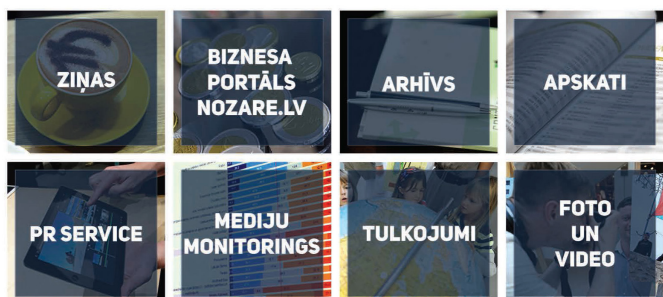 ZIŅAS
BIZNESA
PORTĀLS
NOZARE.LV
ARHĪVS
APSKATI
PR SERVICE
MEDIJU
MONITORINGS
TULKOJUMI
FOTO
UN
VIDEO